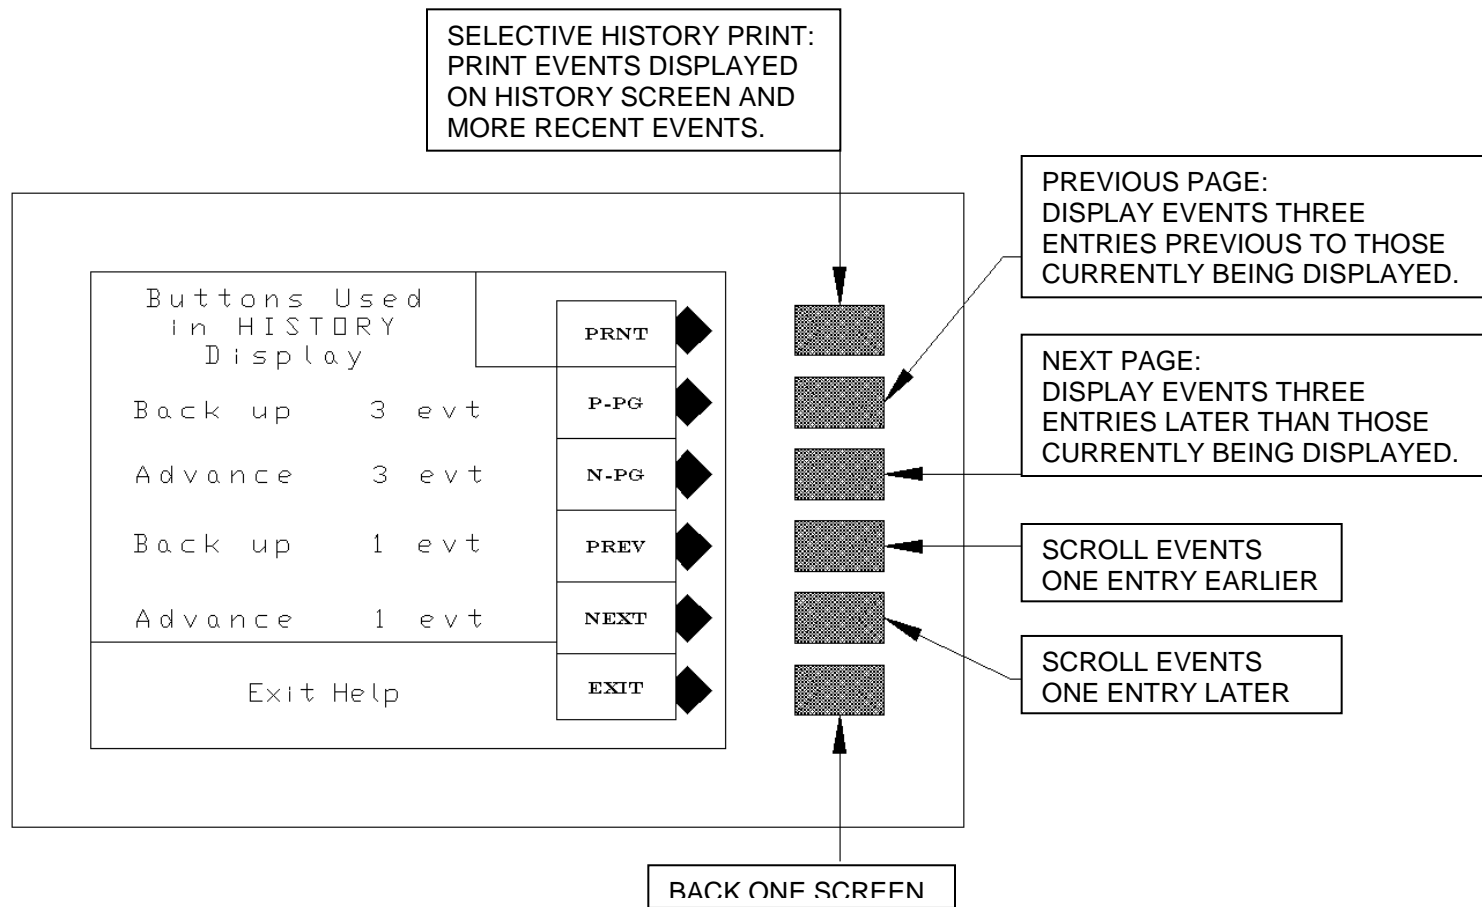 SELECTIVE HISTORY PRINT:
PRINT EVENTS DISPLAYED
ON HISTORY SCREEN AND
MORE RECENT EVENTS.
PREVIOUS PAGE:
DISPLAY EVENTS THREE
ENTRIES PREVIOUS TO THOSE
CURRENTLY BEING DISPLAYED.
NEXT PAGE:
DISPLAY EVENTS THREE
ENTRIES LATER THAN THOSE
CURRENTLY BEING DISPLAYED.
SCROLL EVENTS
ONE ENTRY EARLIER
SCROLL EVENTS
ONE ENTRY LATER
BACK ONE SCREEN
Buttons Used
in HISTORY
Display
PRNT
Back up 3 evt P-PG
Advance 3 evt N-PG
Back up 1 evt PREV
Advance 1 evt NEXT
Exit Help EXIT